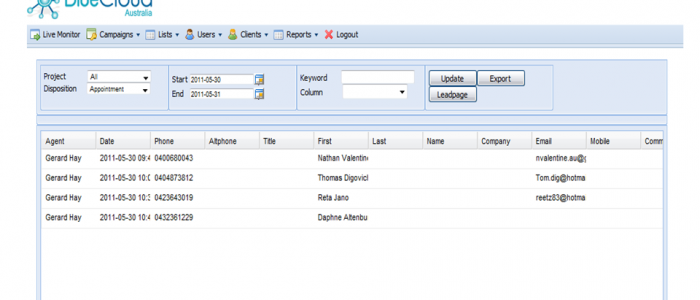 BlueCloud
Australia
Live Monitor Campaigns Lists Users Clients Reports Logout
Project All Start 2011-05-30 Keyword Update Export
Disposition Appointment End 2011-05-31 Column Leadpage
Agent Date Phone Altphone Title First Last Name Company Email Mobile Comm
Gerard Hay 2011-05-30 09:4 0400680043 Nathan Valentin nvalentine.au@g
Gerard Hay 2011-05-30 10:0 0404873812 Thomas Digovic Tom.dig@hotma
Gerard Hay 2011-05-30 10:3 0423643019 Reta Jano reetz83@hotma
Gerard Hay 2011-05-30 10:4 0432361229 Daphne Altenbu